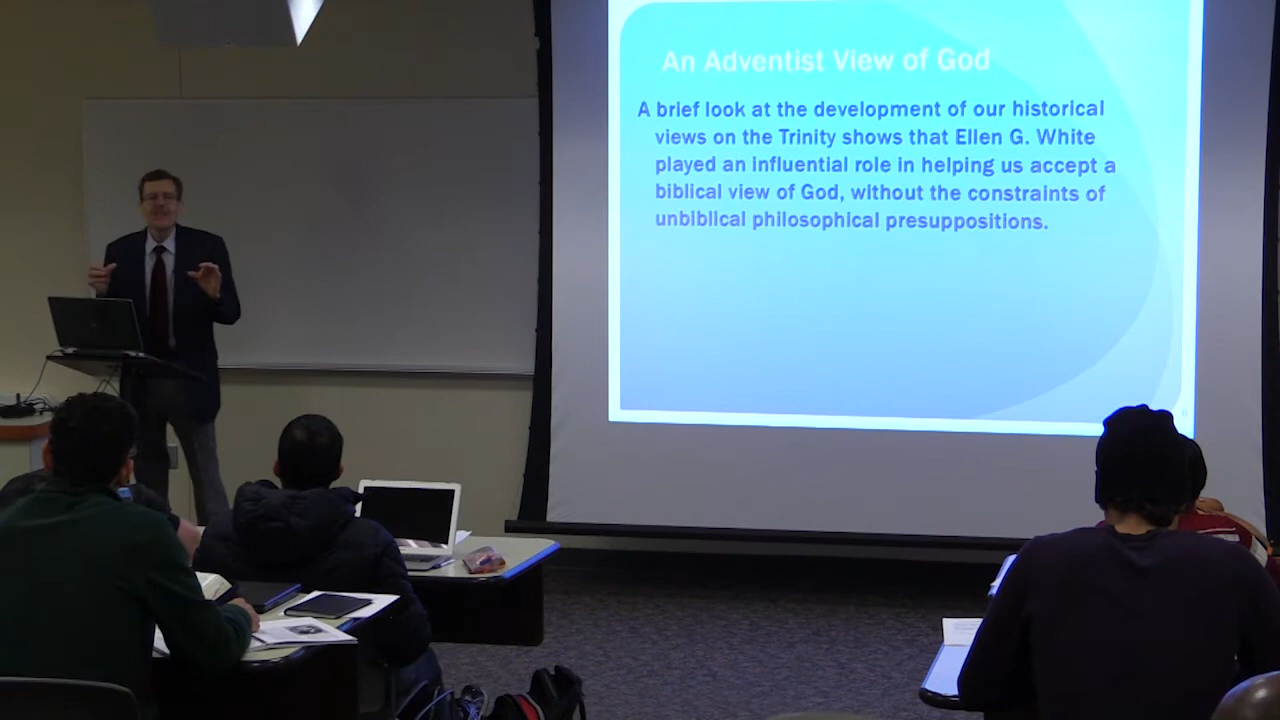 An Adventist View of God
A brief look at the development of our historical
views on the Trinity shows that Ellen G. White
played an influential role in helping us accept a
biblical view of God, without the constraints of
unbiblical philosophical presuppositions.